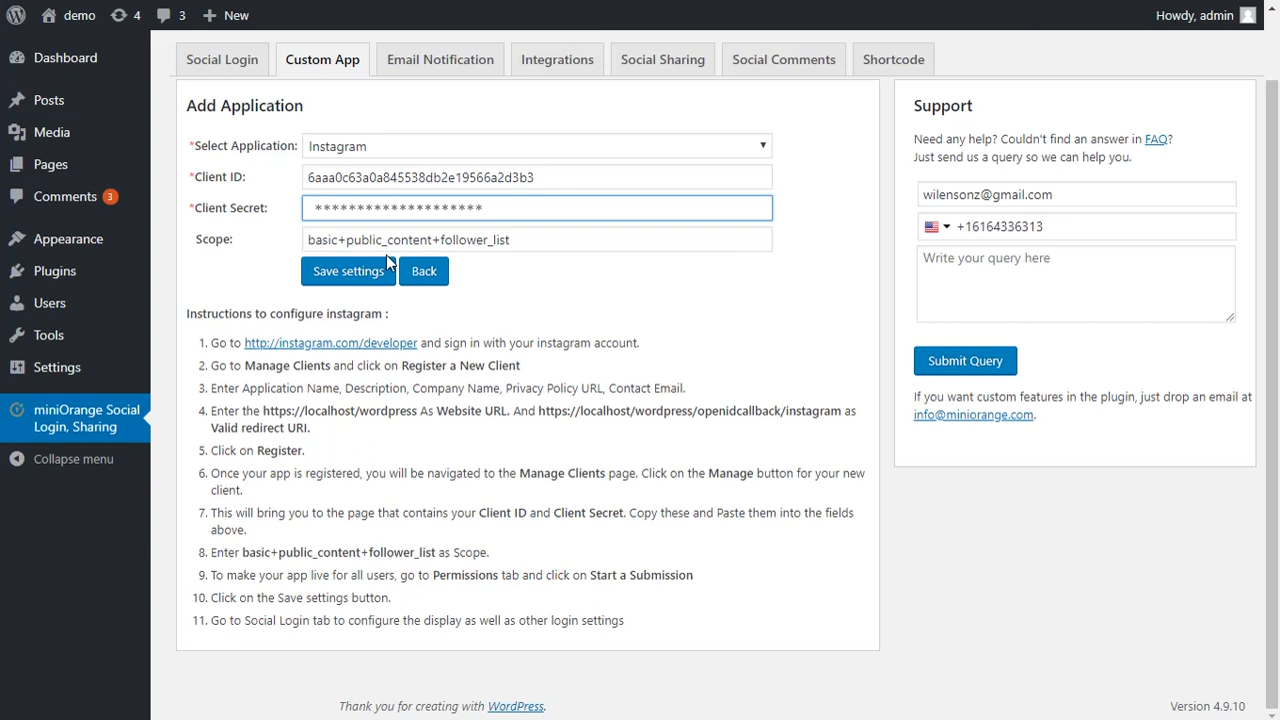 demo 4 3 New Howdy, admin
Dashboard
Posts
Media
Pages
Comments 3
Appearance
Plugins
Users
Tools
Settings
miniOrange Social
Login, Sharing
Collapse menu
Social Login Custom App Email Notification Integrations Social Sharing Social Comments Shortcode
Add Application
*Select Application: Instagram
*Client ID: 6aaa0c63a0a845538db2e19566a2d3b3
*Client Secret: ********************
Scope: basic+public_content+follower_list
Save settings Back
Instructions to configure instagram :
1. Go to http://instagram.com/developer and sign in with your instagram account.
2. Go to Manage Clients and click on Register a New Client
3. Enter Application Name, Description, Company Name, Privacy Policy URL, Contact Email.
4. Enter the https://localhost/wordpress As Website URL. And https://localhost/wordpress/openidcallback/instagram as
Valid redirect URI.
5. Click on Register.
6. Once your app is registered, you will be navigated to the Manage Clients page. Click on the Manage button for your new
client.
7. This will bring you to the page that contains your Client ID and Client Secret. Copy these and Paste them into the fields
above.
8. Enter basic+public_content+follower_list as Scope.
9. To make your app live for all users, go to Permissions tab and click on Start a Submission
10. Click on the Save settings button.
11. Go to Social Login tab to configure the display as well as other login settings
Support
Need any help? Couldn't find an answer in FAQ?
Just send us a query so we can help you.
wilensonz@gmail.com
+16164336313
Write your query here
Submit Query
If you want custom features in the plugin, just drop an email at
info@miniorange.com.
Thank you for creating with WordPress.
Version 4.9.10